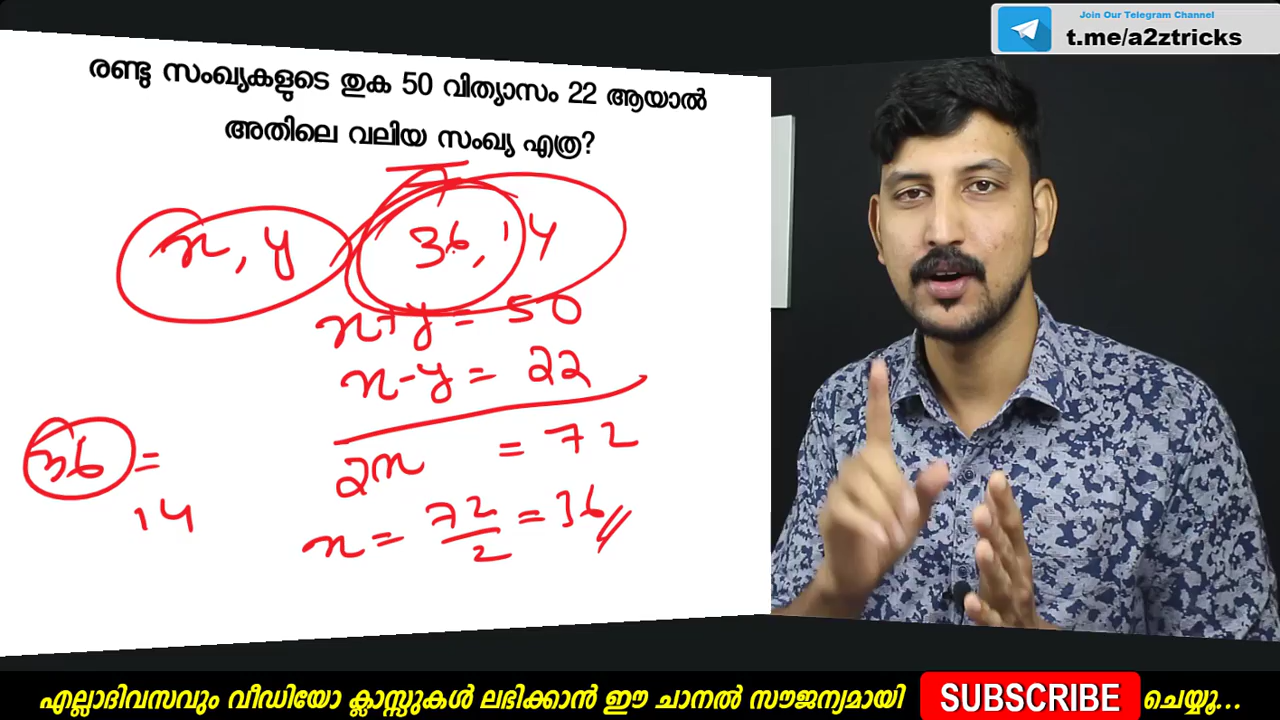 Join Our Telegram Channel
t.me/a2ztricks
രണ്ടു സംഖ്യകളുടെ തുക 50 വിത്യാസം 22 ആയാൽ
അതിലെ വലിയ സംഖ്യ എത്ര?
x, y
36, 14
x+y = 50
x-y = 22
2x = 72
36 =
14
x = 72/2 = 36//
എല്ലാദിവസവും വീഡിയോ ക്ലാസ്സുകൾ ലഭിക്കാൻ ഈ ചാനൽ സൗജന്യമായി SUBSCRIBE ചെയ്യൂ...